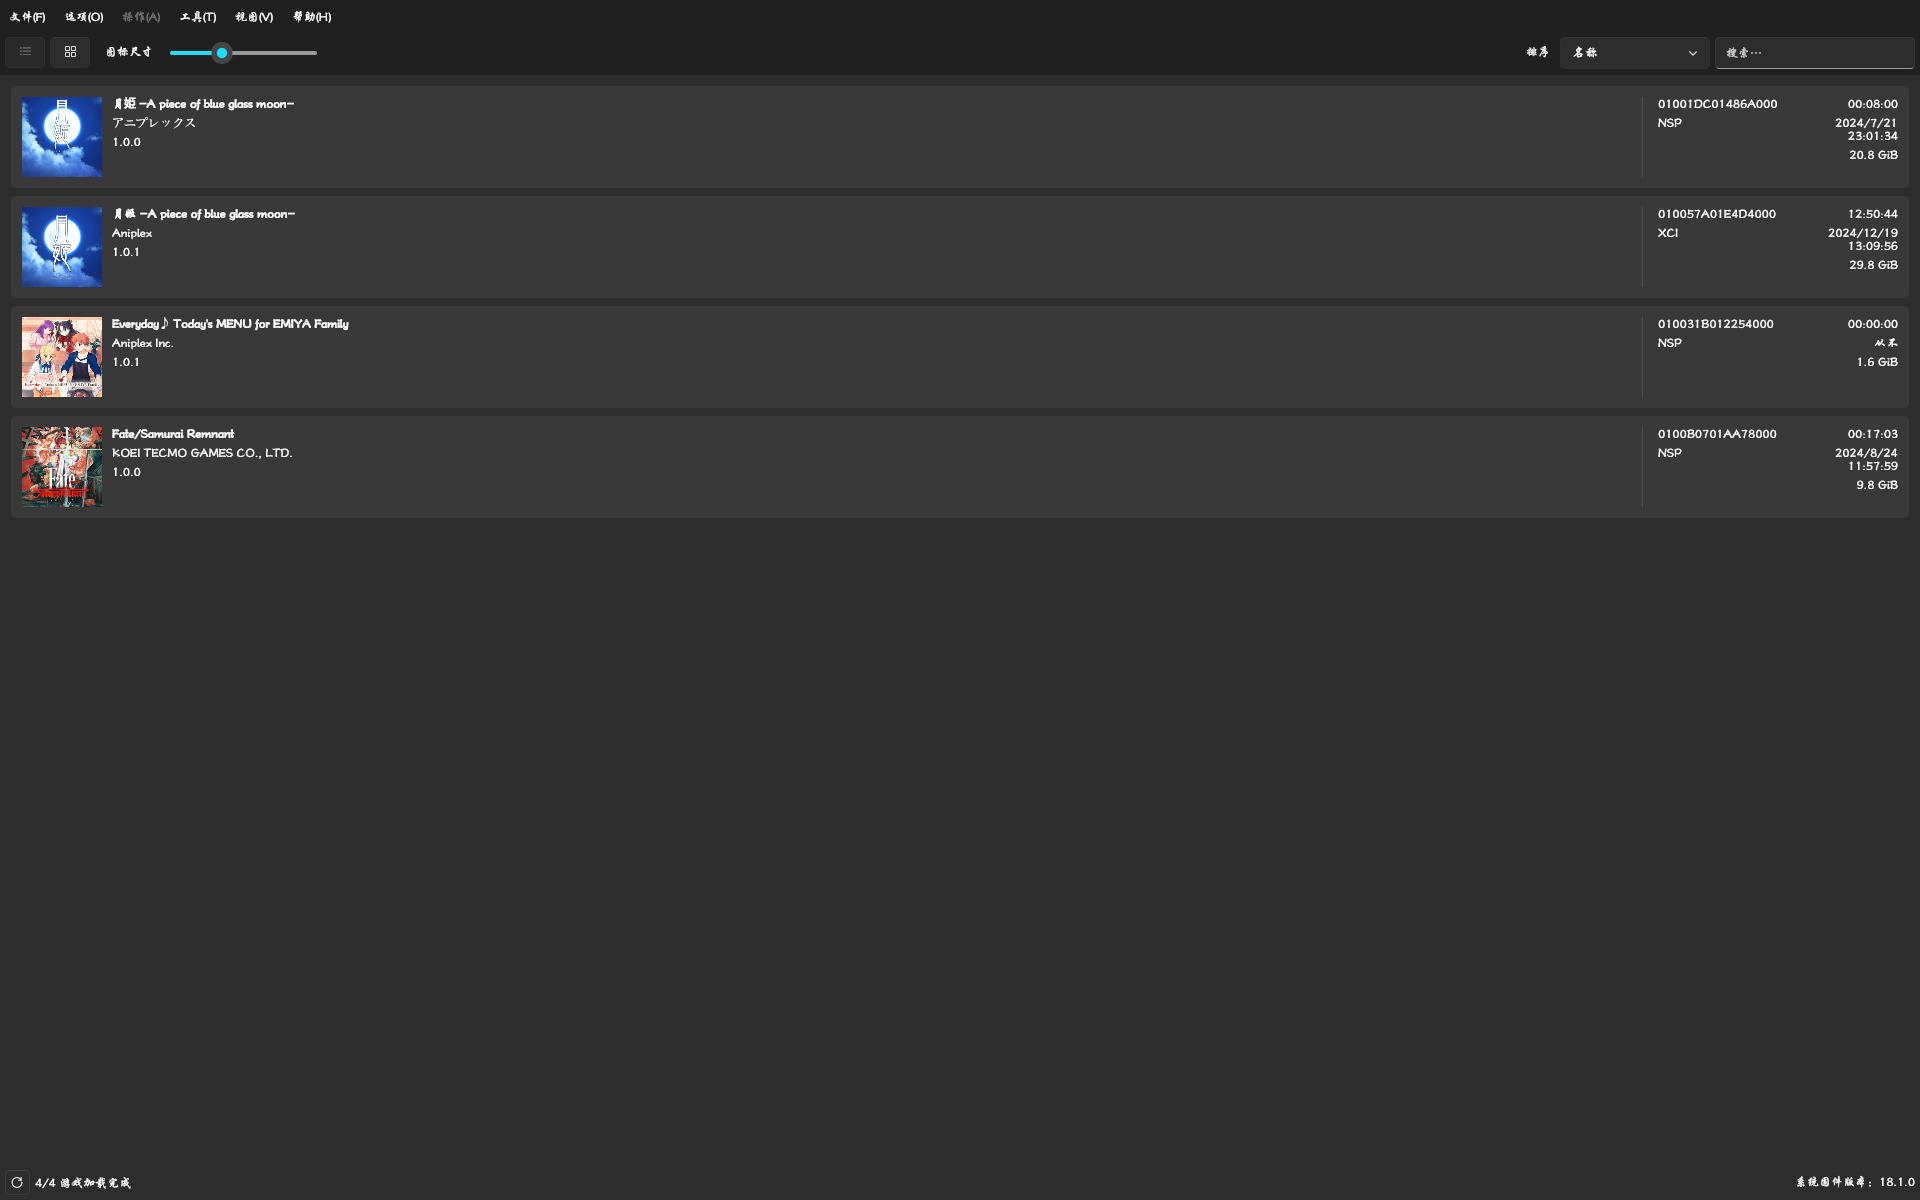 文件(F) 选项(O) 操作(A) 工具(T) 视图(V) 帮助(H)
图标尺寸 排序 名称 搜索…
月姫 -A piece of blue glass moon-
アニプレックス
1.0.0
01001DC01486A000
NSP
00:08:00
2024/7/21
23:01:34
20.8 GiB
月姬 -A piece of blue glass moon-
Aniplex
1.0.1
010057A01E4D4000
XCI
12:50:44
2024/12/19
13:09:56
29.8 GiB
Everyday♪ Today's MENU for EMIYA Family
Aniplex Inc.
1.0.1
010031B012254000
NSP
00:00:00
从未
1.6 GiB
Fate/Samurai Remnant
KOEI TECMO GAMES CO., LTD.
1.0.0
0100B0701AA78000
NSP
00:17:03
2024/8/24
11:57:59
9.8 GiB
4/4 游戏加载完成
系统固件版本：18.1.0